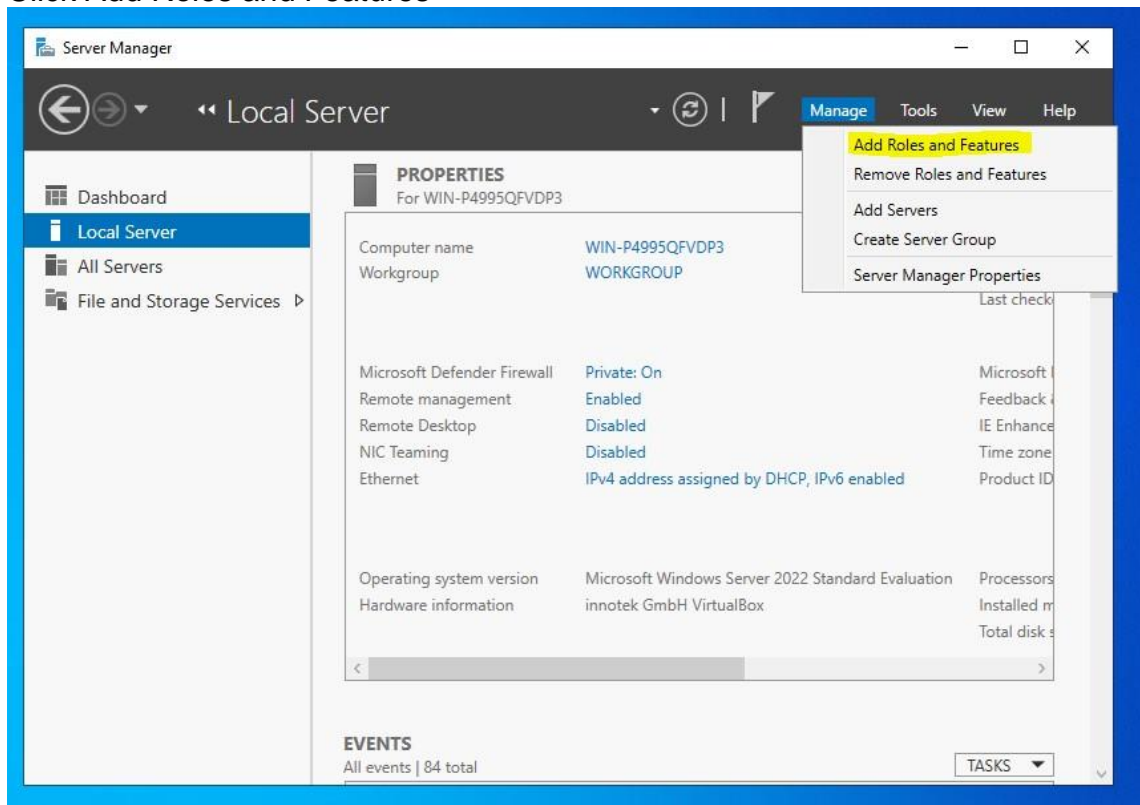 Click Add Roles and Features
Server Manager
Local Server
Manage Tools View Help
Add Roles and Features
Remove Roles and Features
Add Servers
Create Server Group
Server Manager Properties
Dashboard
Local Server
All Servers
File and Storage Services
PROPERTIES
For WIN-P4995QFVDP3
Computer name WIN-P4995QFVDP3
Workgroup WORKGROUP
Last check
Microsoft Defender Firewall Private: On Microsoft
Remote management Enabled Feedback
Remote Desktop Disabled IE Enhance
NIC Teaming Disabled Time zone
Ethernet IPv4 address assigned by DHCP, IPv6 enabled Product ID
Operating system version Microsoft Windows Server 2022 Standard Evaluation Processors
Hardware information innotek GmbH VirtualBox Installed
Total disk
EVENTS
All events | 84 total
TASKS